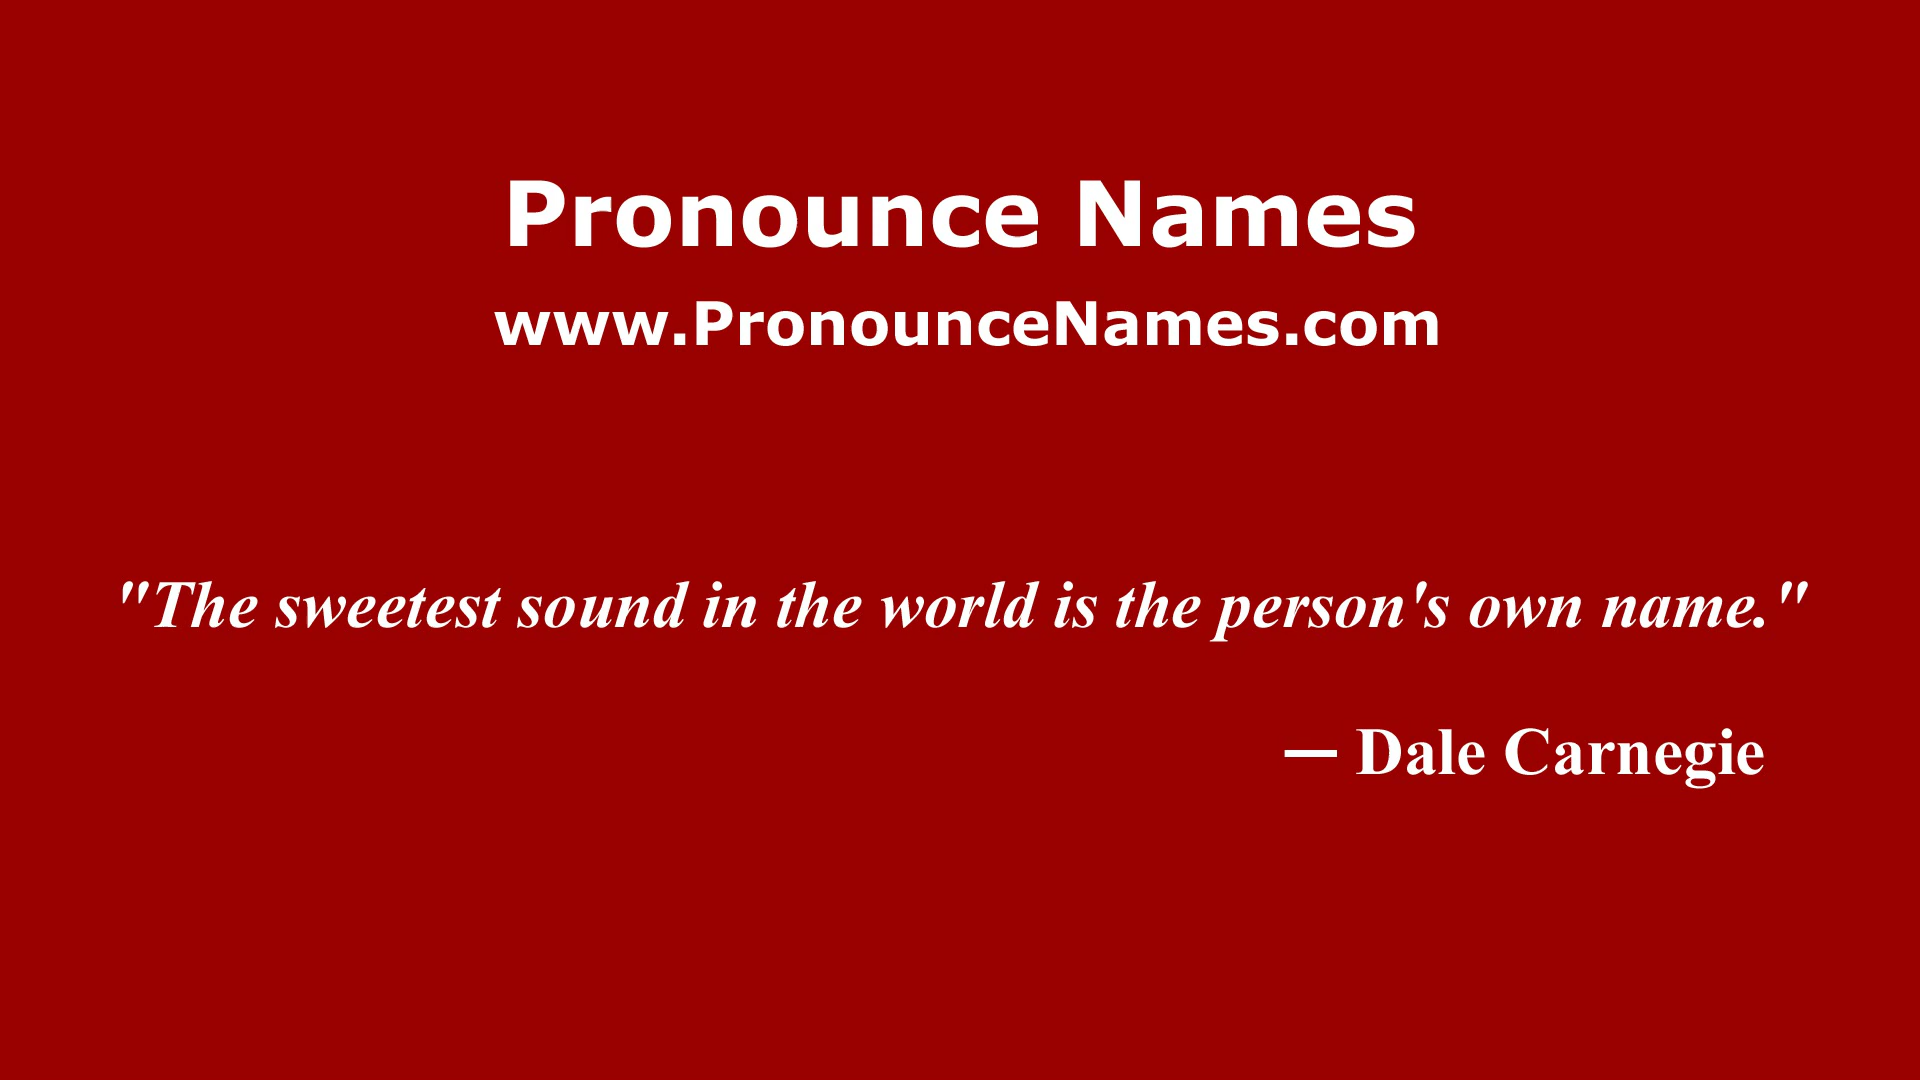 Pronounce Names
www.PronounceNames.com
"The sweetest sound in the world is the person's own name."
— Dale Carnegie